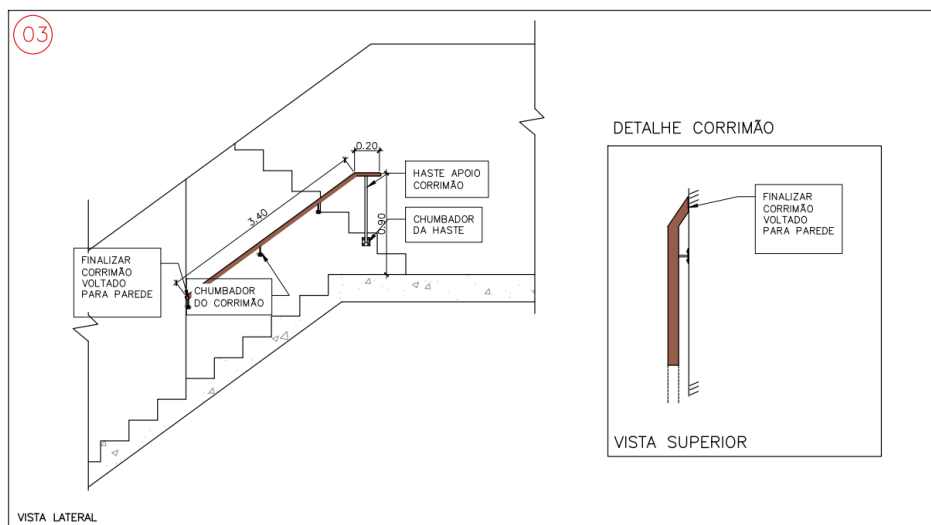 03
0.20
HASTE APOIO
CORRIMÃO
3.40
0.90
CHUMBADOR
DA HASTE
FINALIZAR
CORRIMÃO
VOLTADO
PARA PAREDE
CHUMBADOR
DO CORRIMÃO
VISTA LATERAL
DETALHE CORRIMÃO
FINALIZAR
CORRIMÃO
VOLTADO
PARA PAREDE
VISTA SUPERIOR